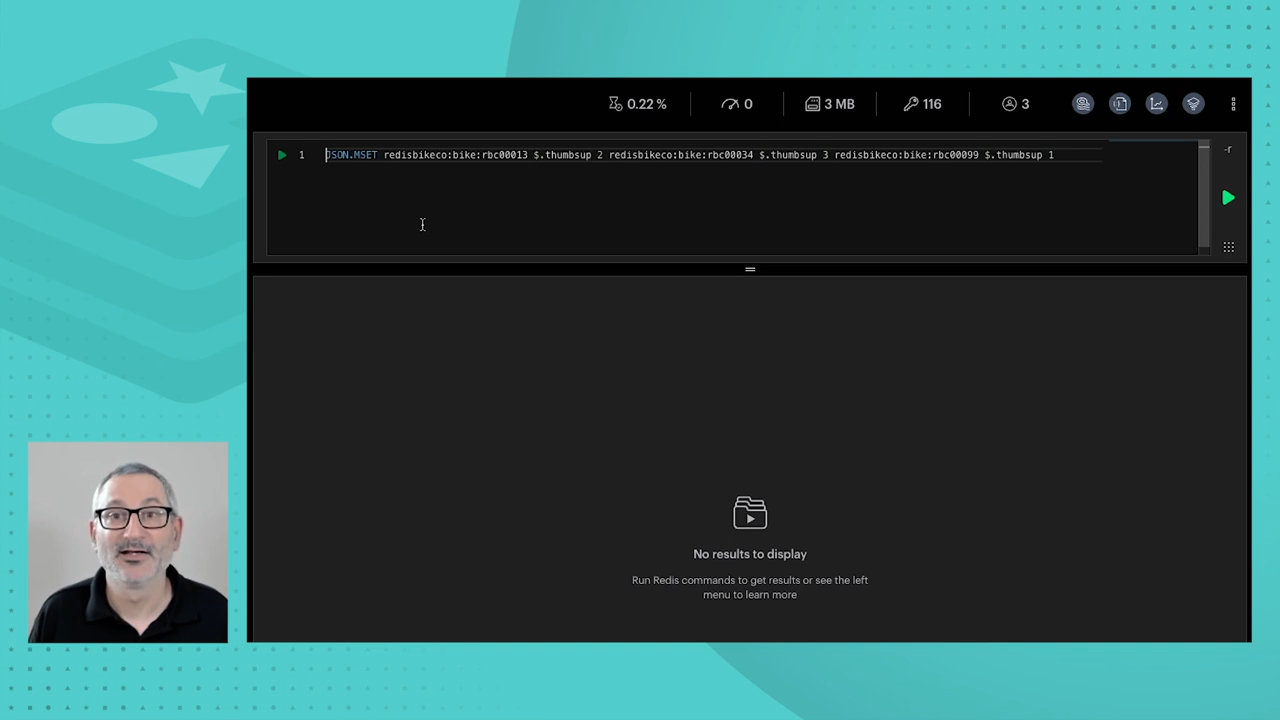 0.22 %
0
3 MB
116
3
1 JSON.MSET redisbikeco:bike:rbc00013 $.thumbsup 2 redisbikeco:bike:rbc00034 $.thumbsup 3 redisbikeco:bike:rbc00099 $.thumbsup 1
-r
No results to display
Run Redis commands to get results or see the left
menu to learn more